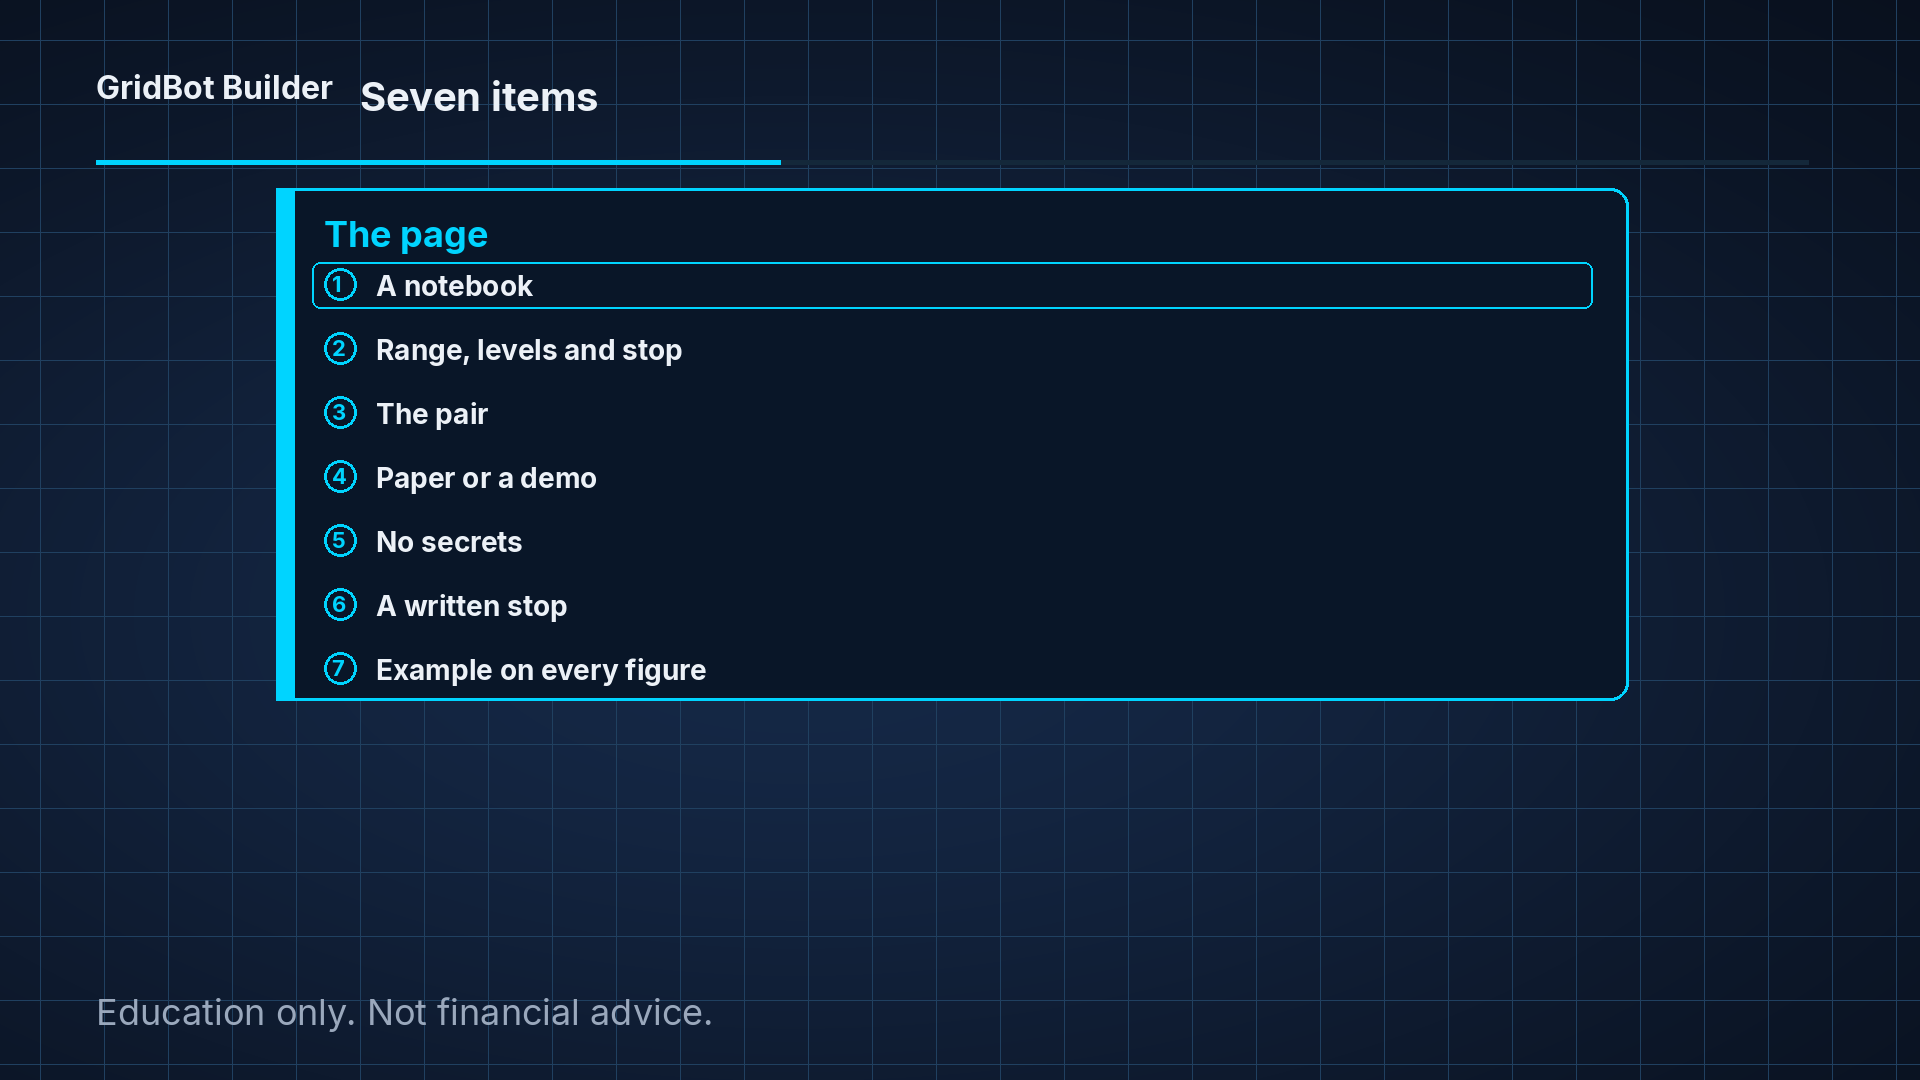 GridBot Builder
Seven items
The page
1 A notebook
2 Range, levels and stop
3 The pair
4 Paper or a demo
5 No secrets
6 A written stop
7 Example on every figure
Education only. Not financial advice.